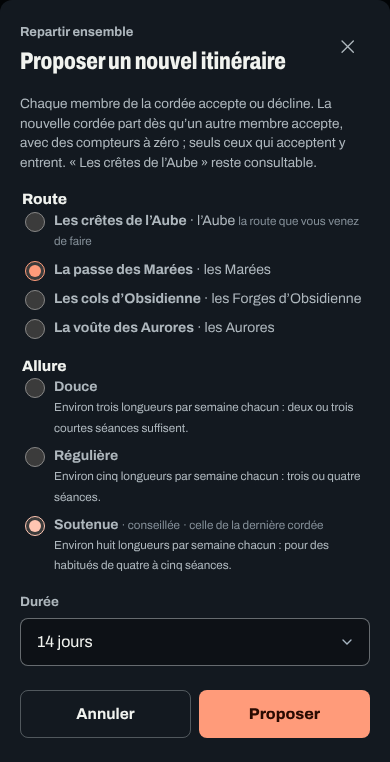 Repartir ensemble
Proposer un nouvel itinéraire
Chaque membre de la cordée accepte ou décline. La
nouvelle cordée part dès qu’un autre membre accepte,
avec des compteurs à zéro ; seuls ceux qui acceptent y
entrent. « Les crêtes de l’Aube » reste consultable.
Route
Les crêtes de l’Aube · l’Aube la route que vous venez
de faire
La passe des Marées · les Marées
Les cols d’Obsidienne · les Forges d’Obsidienne
La voûte des Aurores · les Aurores
Allure
Douce
Environ trois longueurs par semaine chacun : deux ou trois
courtes séances suffisent.
Régulière
Environ cinq longueurs par semaine chacun : trois ou quatre
séances.
Soutenue · conseillée · celle de la dernière cordée
Environ huit longueurs par semaine chacun : pour des
habitués de quatre à cinq séances.
Durée
14 jours
Annuler
Proposer